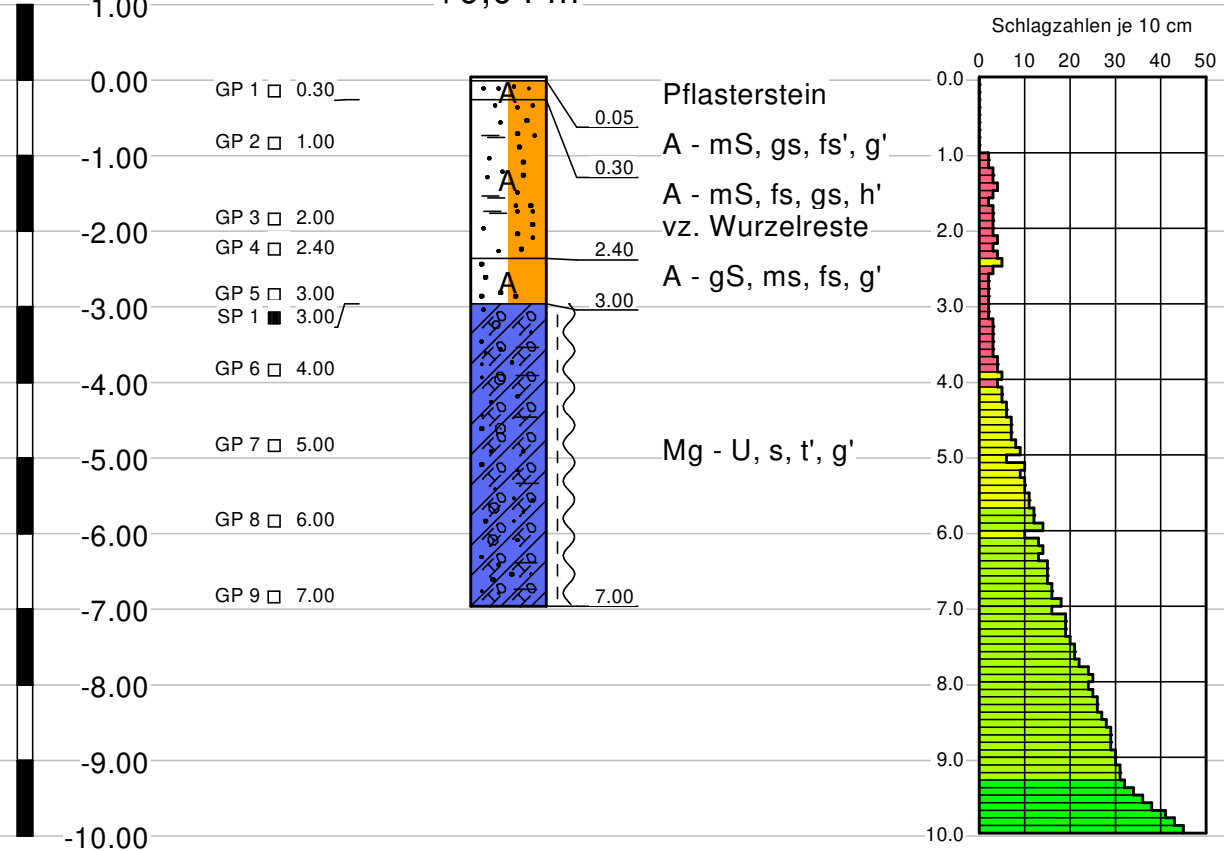 1.00
Schlagzahlen je 10 cm
0 10 20 30 40 50
0.00
-1.00
-2.00
-3.00
-4.00
-5.00
-6.00
-7.00
-8.00
-9.00
-10.00
GP 1 0.30
GP 2 1.00
GP 3 2.00
GP 4 2.40
GP 5 3.00
SP 1 3.00
GP 6 4.00
GP 7 5.00
GP 8 6.00
GP 9 7.00
A
A
A
0.05
0.30
2.40
3.00
7.00
Pflasterstein
A - mS, gs, fs', g'
A - mS, fs, gs, h'
vz. Wurzelreste
A - gS, ms, fs, g'
Mg - U, s, t', g'
0.0
1.0
2.0
3.0
4.0
5.0
6.0
7.0
8.0
9.0
10.0